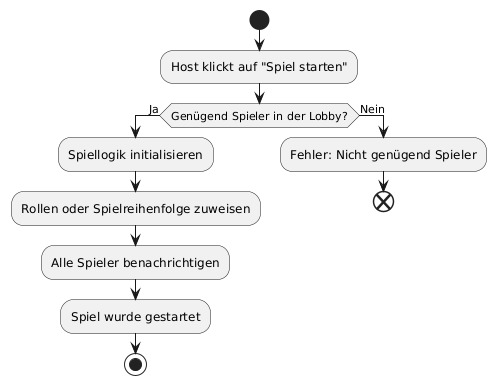 Host klickt auf "Spiel starten"
Genügend Spieler in der Lobby?
Ja
Nein
Spiellogik initialisieren
Fehler: Nicht genügend Spieler
Rollen oder Spielreihenfolge zuweisen
Alle Spieler benachrichtigen
Spiel wurde gestartet